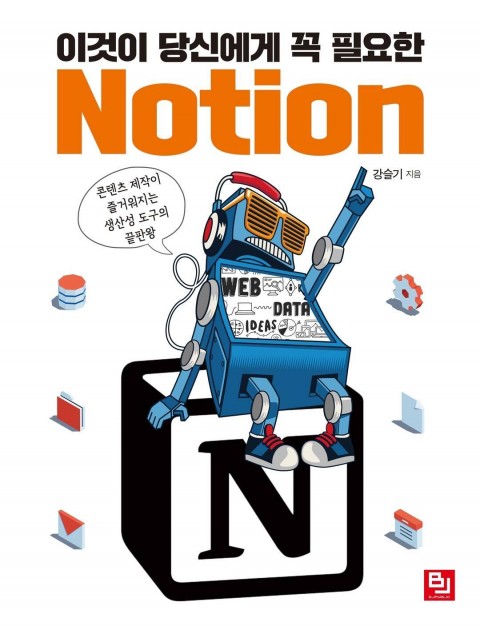 이것이 당신에게 꼭 필요한
Notion
강슬기 지음
콘텐츠 제작이
즐거워지는
생산성 도구의
끝판왕
WEB
DATA
IDEAS
N
BJ